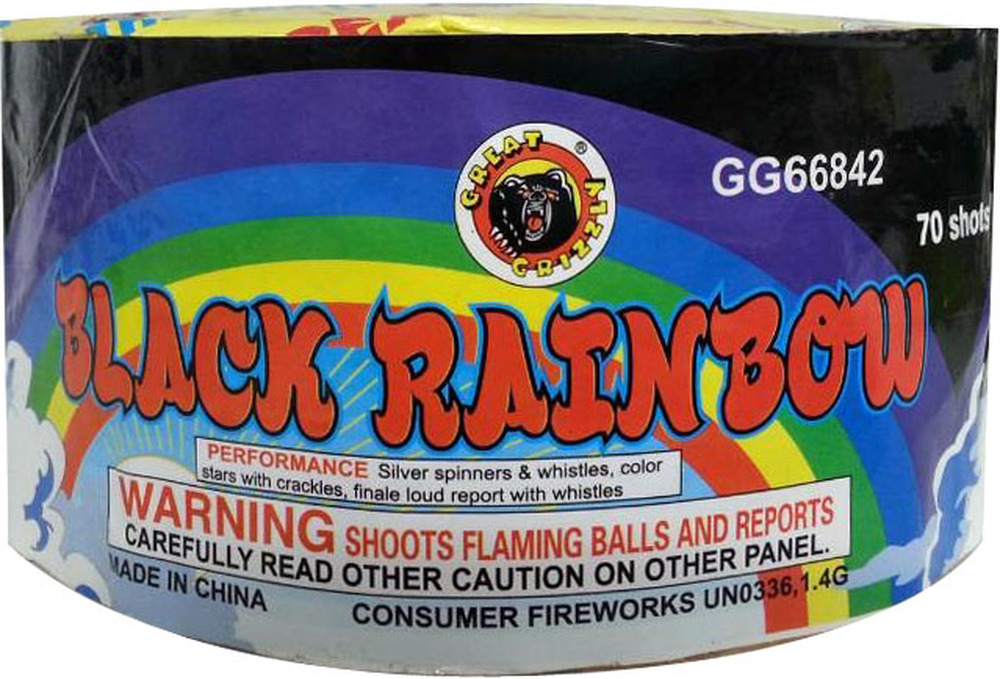 GREAT GRIZZLY ®
GG66842
70 shots
BLACK RAINBOW
PERFORMANCE Silver spinners & whistles, color
stars with crackles, finale loud report with whistles
WARNING SHOOTS FLAMING BALLS AND REPORTS
CAREFULLY READ OTHER CAUTION ON OTHER PANEL.
MADE IN CHINA
CONSUMER FIREWORKS UN0336,1.4G